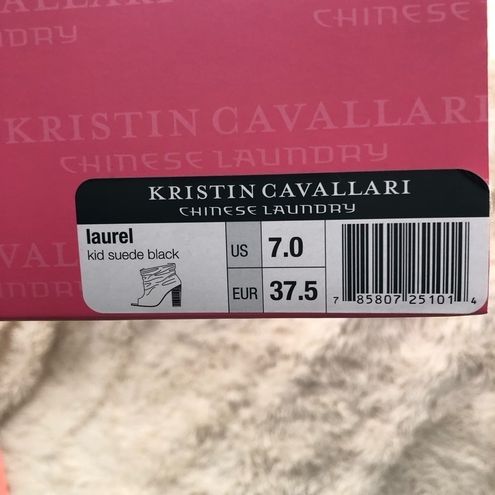 CAVALLARI
CHINESE LAUNDRY
KRISTIN CAVALLARI
CHINESE LAUNDRY
KRISTIN CAVALLARI
CHINESE LAUNDRY
laurel
kid suede black
US 7.0
EUR 37.5
7 85807 25101 4